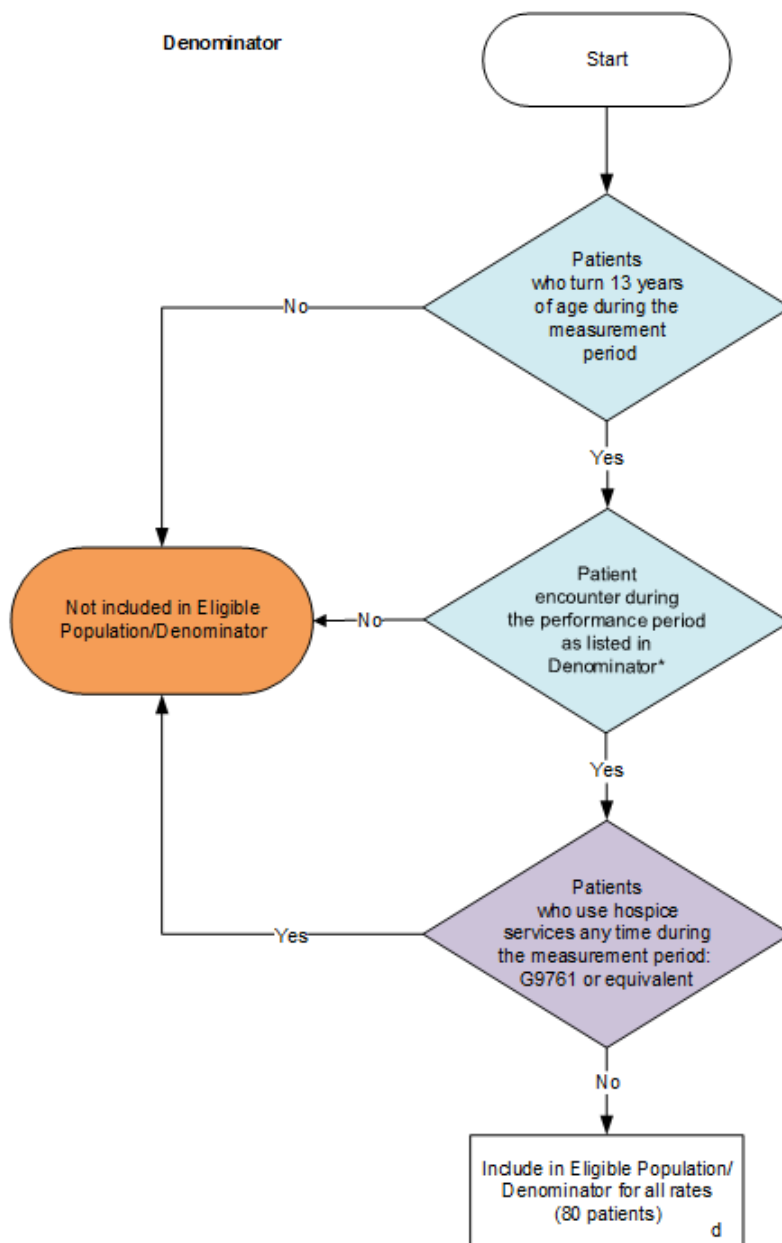 Denominator
Start
Patients
who turn 13 years
of age during the
measurement
period
No
Yes
Patient
encounter during
the performance period
as listed in
Denominator*
Not included in Eligible
Population/Denominator
No
Yes
Patients
who use hospice
services any time during
the measurement period:
G9761 or equivalent
Yes
No
Include in Eligible Population/
Denominator for all rates
(80 patients)
d